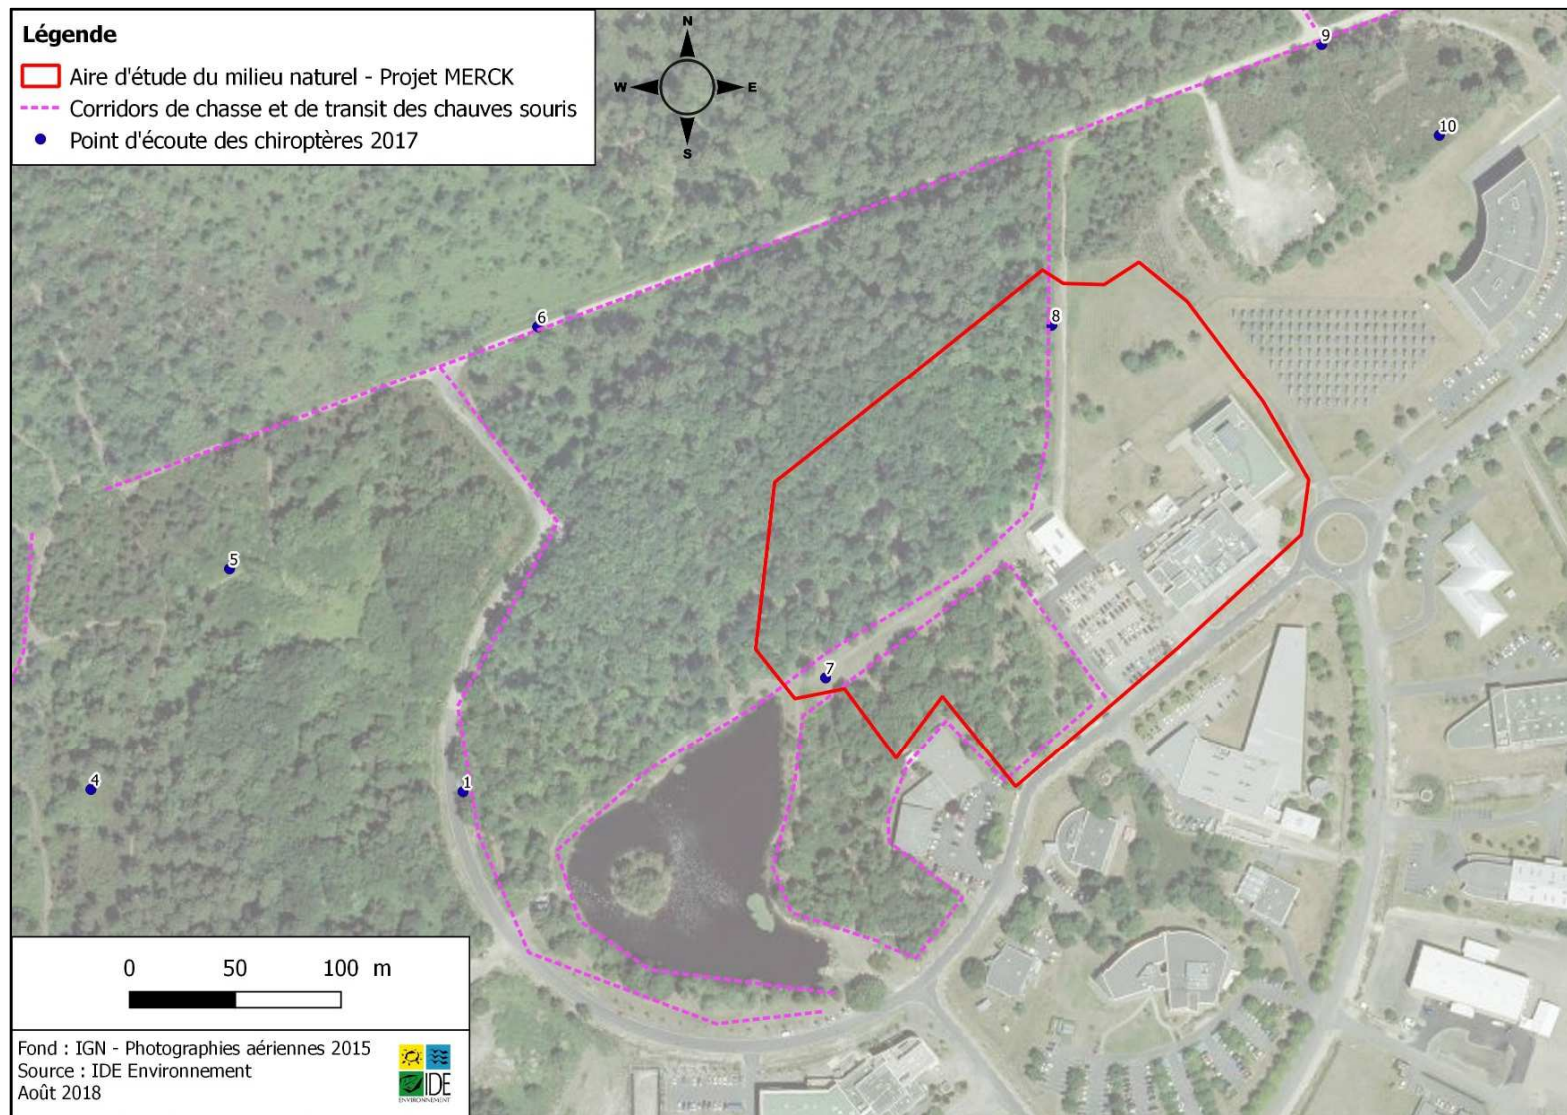 Légende
Aire d'étude du milieu naturel - Projet MERCK
Corridors de chasse et de transit des chauves souris
Point d'écoute des chiroptères 2017
N
W
E
S
9
10
6
8
5
7
4
1
0 50 100 m
Fond : IGN - Photographies aériennes 2015
Source : IDE Environnement
Août 2018
IDE
ENVIRONNEMENT